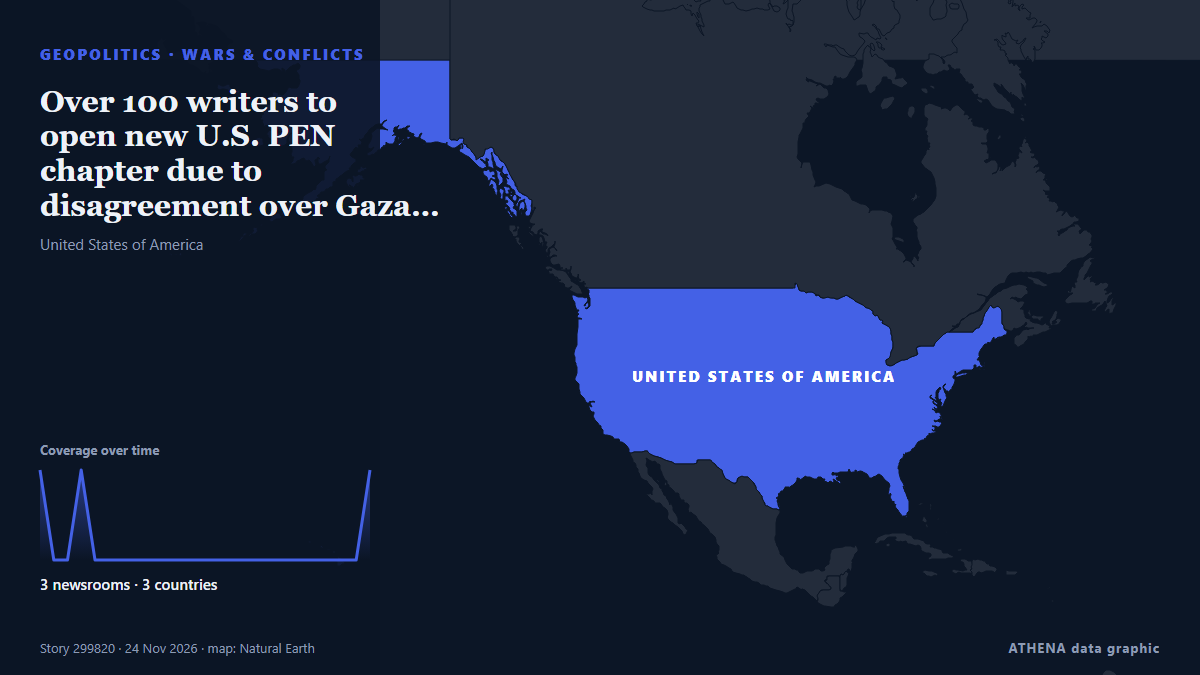 GEOPOLITICS · WARS & CONFLICTS
Over 100 writers to
open new U.S. PEN
chapter due to
disagreement over Gaza...
United States of America
UNITED STATES OF AMERICA
Coverage over time
3 newsrooms · 3 countries
Story 299820 · 24 Nov 2026 · map: Natural Earth
ATHENA data graphic